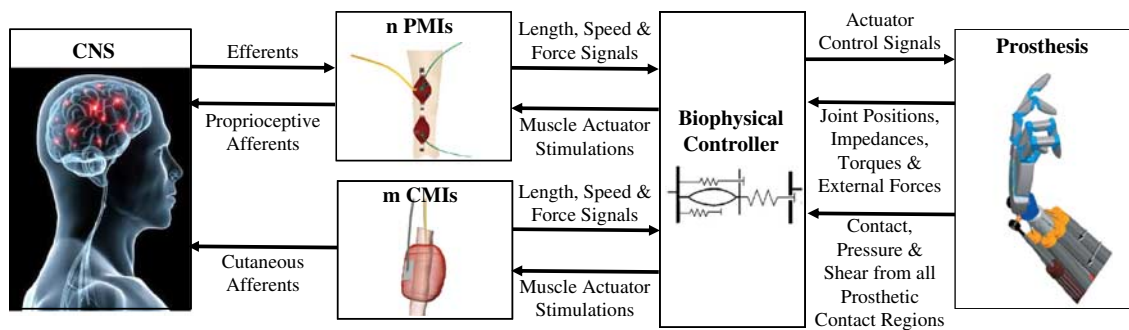 CNS
Efferents
Proprioceptive
Afferents
Cutaneous
Afferents
n PMIs
m CMIs
Length, Speed &
Force Signals
Muscle Actuator
Stimulations
Length, Speed &
Force Signals
Muscle Actuator
Stimulations
Biophysical
Controller
Actuator
Control Signals
Joint Positions,
Impedances,
Torques &
External Forces
Contact,
Pressure &
Shear from all
Prosthetic
Contact Regions
Prosthesis